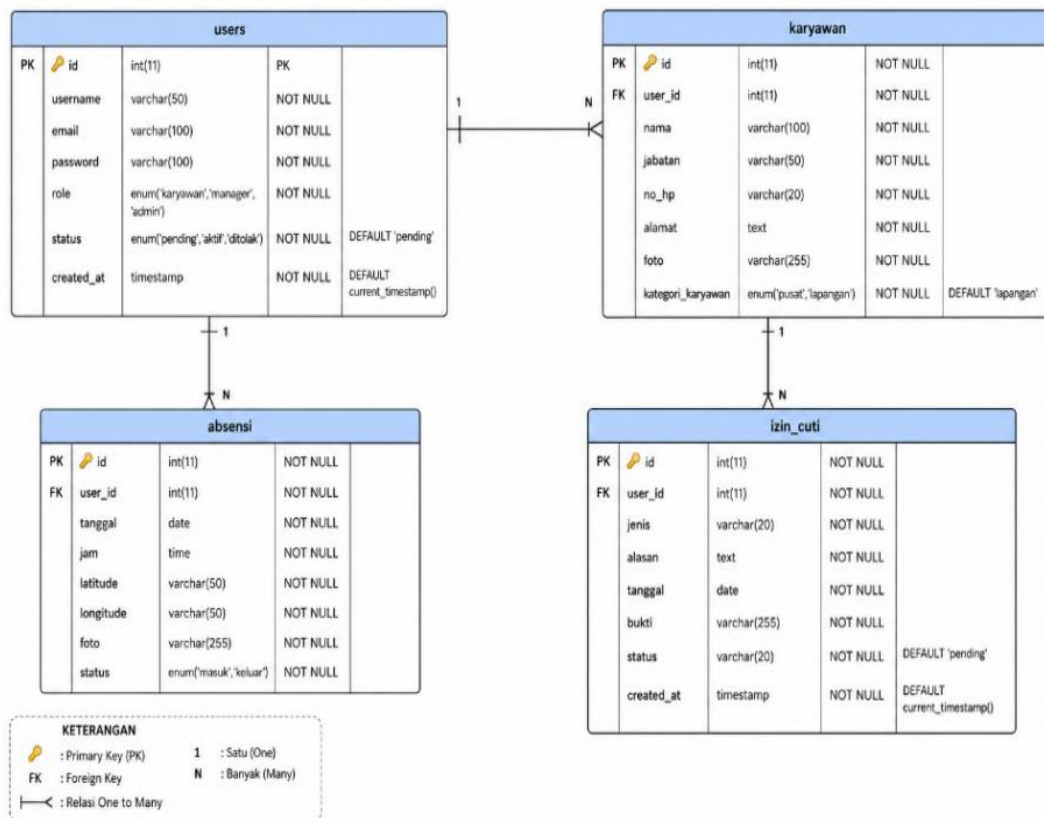 users
PK id int(11) PK
username varchar(50) NOT NULL
email varchar(100) NOT NULL
password varchar(100) NOT NULL
role enum('karyawan','manager', NOT NULL
'admin')
status enum('pending','aktif','ditolak') NOT NULL DEFAULT 'pending'
created_at timestamp NOT NULL DEFAULT
current_timestamp()
1 N
karyawan
PK id int(11) NOT NULL
FK user_id int(11) NOT NULL
nama varchar(100) NOT NULL
jabatan varchar(50) NOT NULL
no_hp varchar(20) NOT NULL
alamat text NOT NULL
foto varchar(255) NOT NULL
kategori_karyawan enum('pusat','lapangan') NOT NULL DEFAULT 'lapangan'
1
N
absensi
PK id int(11) NOT NULL
FK user_id int(11) NOT NULL
tanggal date NOT NULL
jam time NOT NULL
latitude varchar(50) NOT NULL
longitude varchar(50) NOT NULL
foto varchar(255) NOT NULL
status enum('masuk','keluar') NOT NULL
1
N
izin_cuti
PK id int(11) NOT NULL
FK user_id int(11) NOT NULL
jenis varchar(20) NOT NULL
alasan text NOT NULL
tanggal date NOT NULL
bukti varchar(255) NOT NULL
status varchar(20) NOT NULL DEFAULT 'pending'
created_at timestamp NOT NULL DEFAULT
current_timestamp()
KETERANGAN
: Primary Key (PK) 1 : Satu (One)
FK : Foreign Key N : Banyak (Many)
: Relasi One to Many